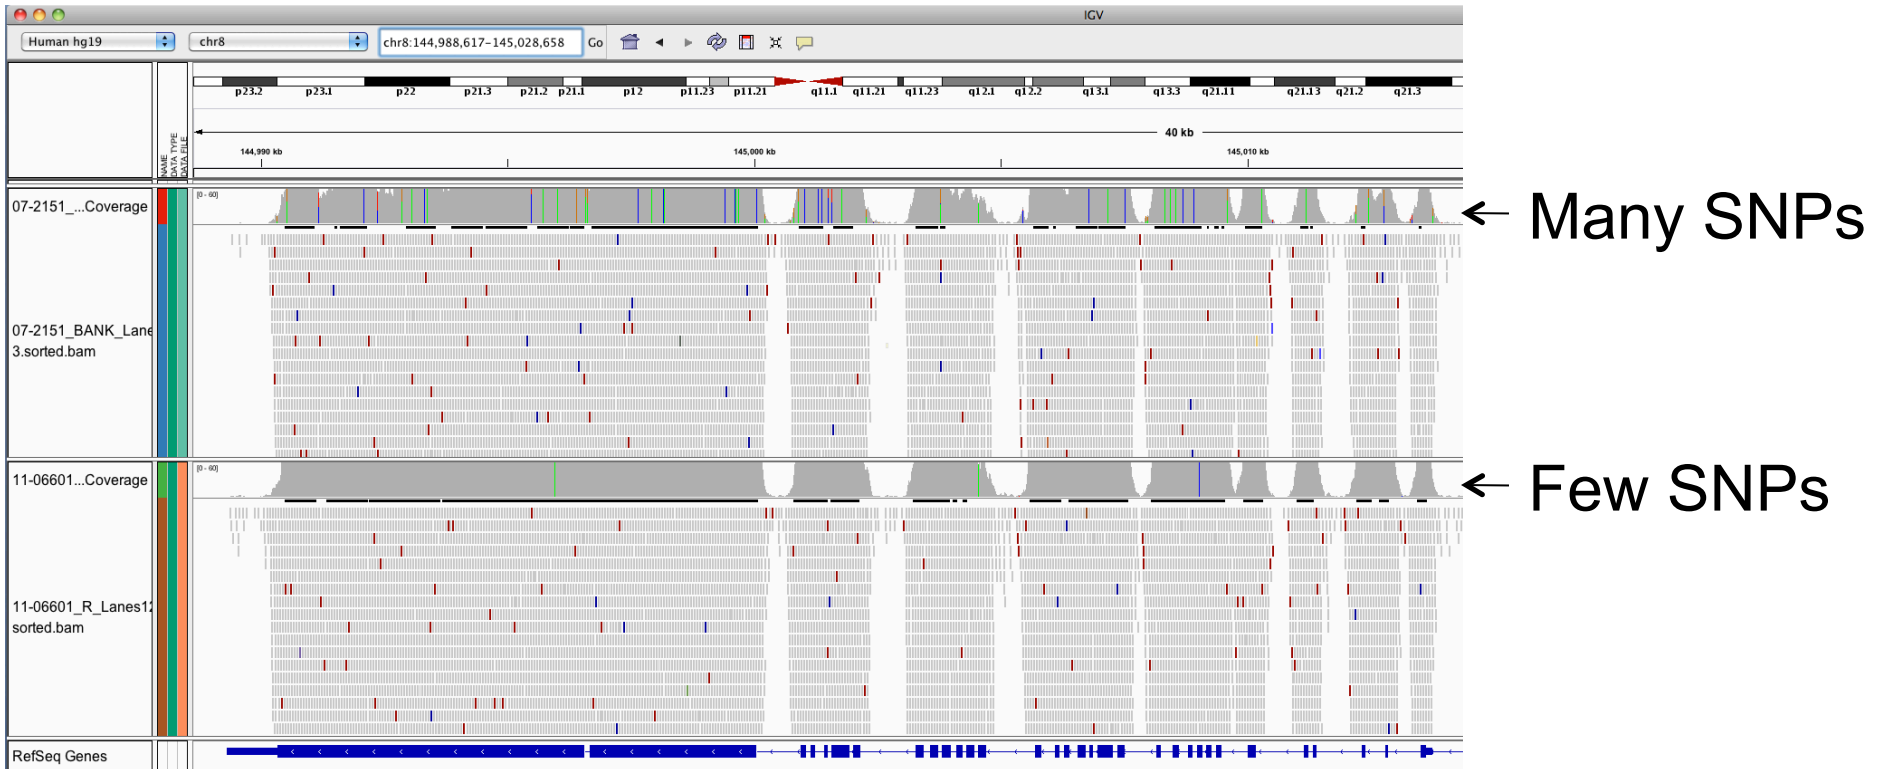 IGV
Human hg19 chr8 chr8:144,988,617-145,028,658 Go
p23.2 p23.1 p22 p21.3 p21.2 p21.1 p12 p11.23 p11.21 q11.1 q11.21 q11.23 q12.1 q12.2 q13.1 q13.3 q21.11 q21.13 q21.2 q21.3
40 kb
NAME
DATA TYPE
DATA FILE
144,990 kb 145,000 kb 145,010 kb
07-2151_...Coverage [0 - 60] Many SNPs
07-2151_BANK_Lane
3.sorted.bam
11-06601...Coverage [0 - 60] Few SNPs
11-06601_R_Lanes12
sorted.bam
RefSeq Genes